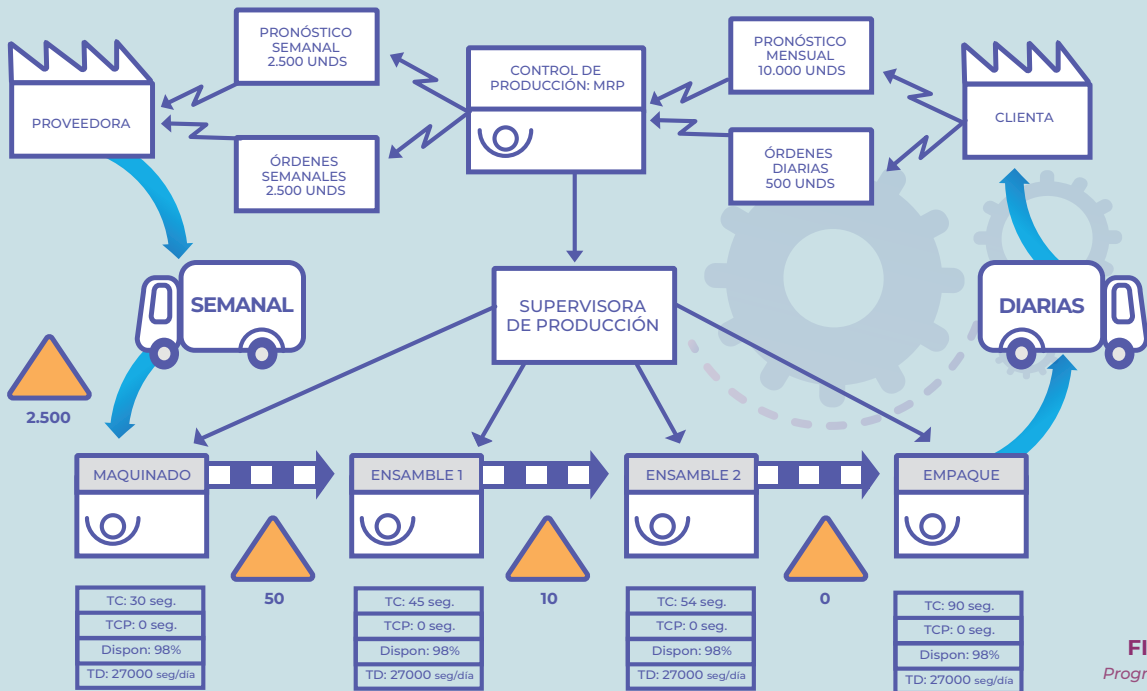 PRONÓSTICO
SEMANAL
2.500 UNDS
CONTROL DE
PRODUCCIÓN: MRP
PRONÓSTICO
MENSUAL
10.000 UNDS
PROVEEDORA
CLIENTA
ÓRDENES
SEMANALES
2.500 UNDS
ÓRDENES
DIARIAS
500 UNDS
SEMANAL
SUPERVISORA
DE PRODUCCIÓN
DIARIAS
2.500
MAQUINADO
ENSAMBLE 1
ENSAMBLE 2
EMPAQUE
50
10
0
TC: 30 seg.
TCP: 0 seg.
Dispon: 98%
TD: 27000 seg/día
TC: 45 seg.
TCP: 0 seg.
Dispon: 98%
TD: 27000 seg/día
TC: 54 seg.
TCP: 0 seg.
Dispon: 98%
TD: 27000 seg/día
TC: 90 seg.
TCP: 0 seg.
Dispon: 98%
TD: 27000 seg/día
FI
Progr